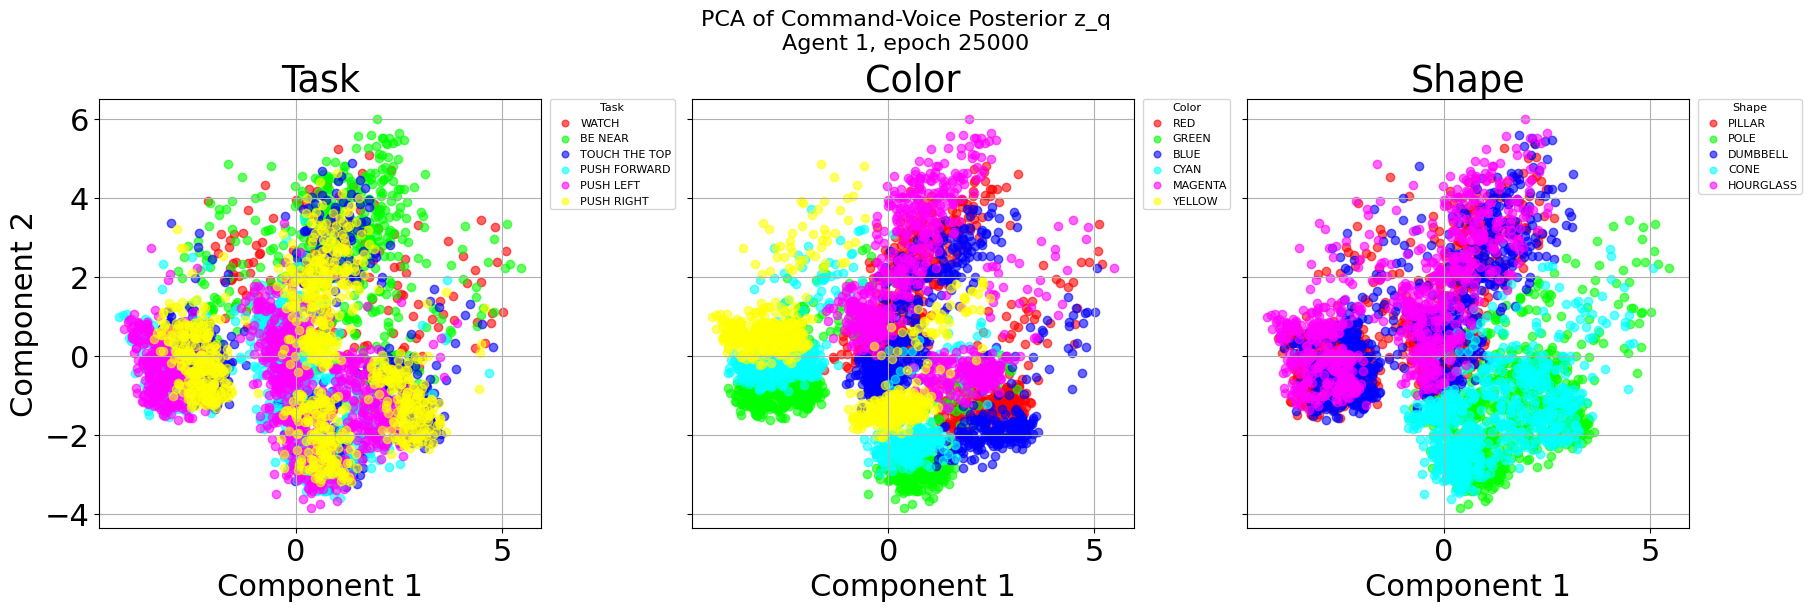 PCA of Command-Voice Posterior z_q
Agent 1, epoch 25000
Task
Color
Shape
Task
WATCH
BE NEAR
TOUCH THE TOP
PUSH FORWARD
PUSH LEFT
PUSH RIGHT
Color
RED
GREEN
BLUE
CYAN
MAGENTA
YELLOW
Shape
PILLAR
POLE
DUMBBELL
CONE
HOURGLASS
Component 2
6
4
2
0
−2
−4
0 5
0 5
0 5
Component 1
Component 1
Component 1